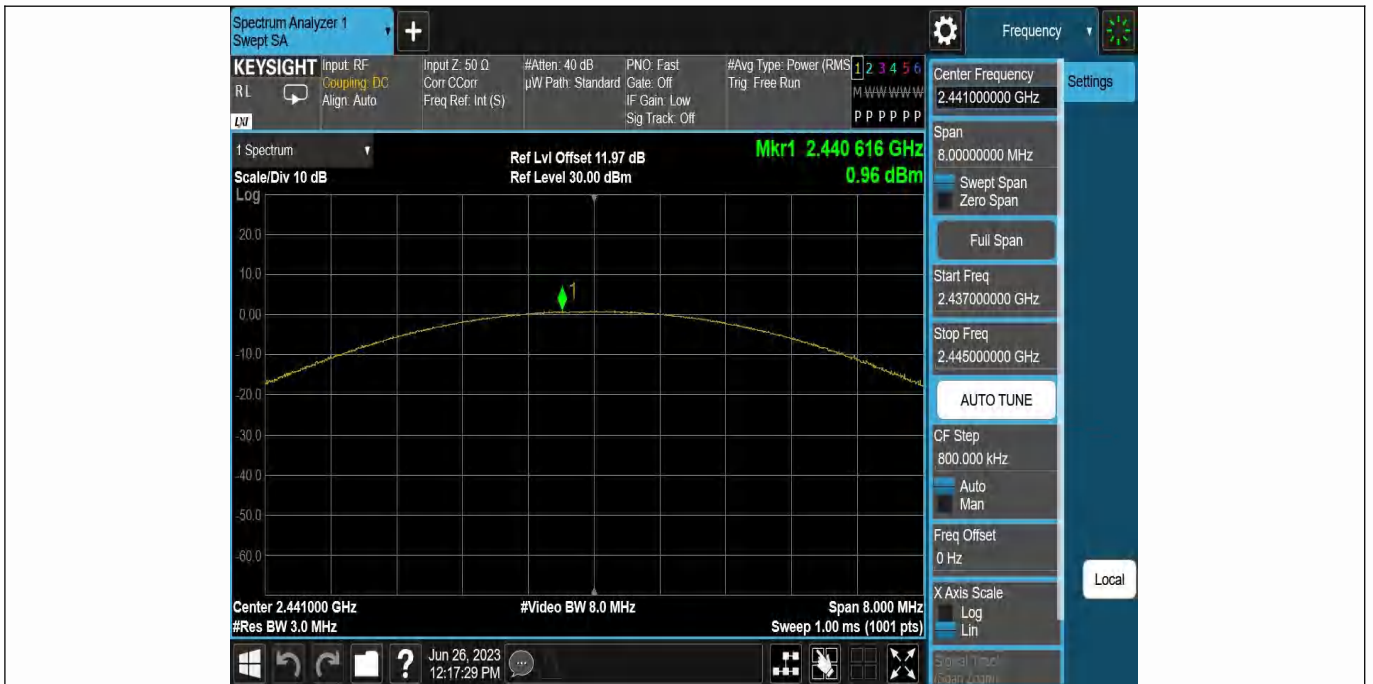 Spectrum Analyzer 1
Swept SA
Frequency
KEYSIGHT
RL
LXI
Input: RF
Coupling: DC
Align: Auto
Input Z: 50 Ω
Corr CCorr
Freq Ref: Int (S)
#Atten: 40 dB
µW Path: Standard
PNO: Fast
Gate: Off
IF Gain: Low
Sig Track: Off
#Avg Type: Power (RMS
Trig: Free Run
1 2 3 4 5 6
M W W W W W
P P P P P P
1 Spectrum
Scale/Div 10 dB
Log
Ref Lvl Offset 11.97 dB
Ref Level 30.00 dBm
Mkr1 2.440 616 GHz
0.96 dBm
20.0
10.0
0.00
-10.0
-20.0
-30.0
-40.0
-50.0
-60.0
1
Center 2.441000 GHz
#Res BW 3.0 MHz
#Video BW 8.0 MHz
Span 8.000 MHz
Sweep 1.00 ms (1001 pts)
Jun 26, 2023
12:17:29 PM
Center Frequency
2.441000000 GHz
Span
8.00000000 MHz
Swept Span
Zero Span
Full Span
Start Freq
2.437000000 GHz
Stop Freq
2.445000000 GHz
AUTO TUNE
CF Step
800.000 kHz
Auto
Man
Freq Offset
0 Hz
X Axis Scale
Log
Lin
Signal Track
(Span Zoom)
Settings
Local